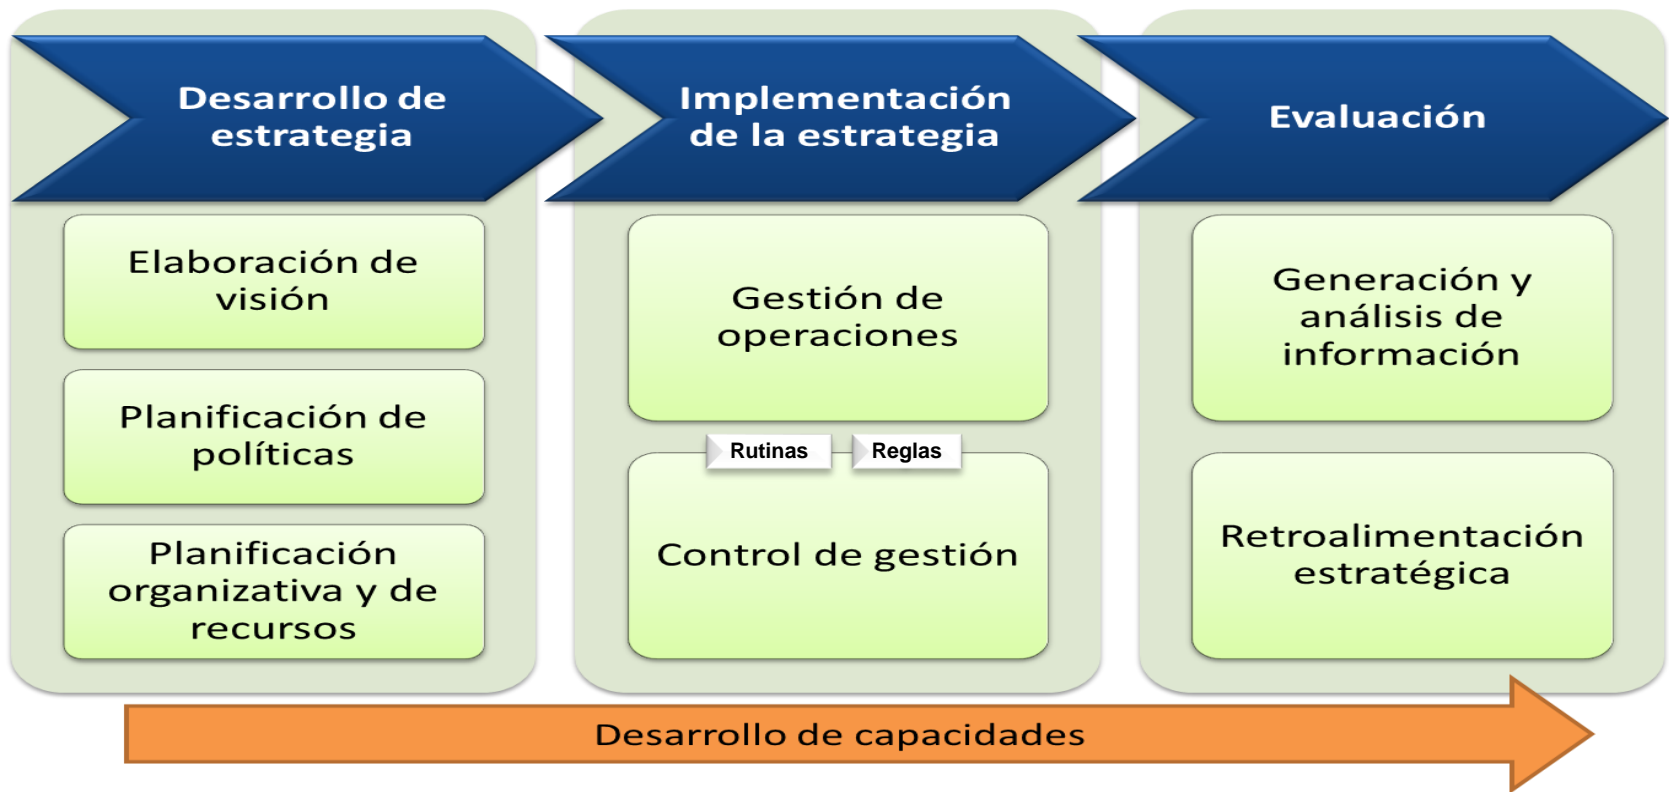 Desarrollo de
estrategia
Elaboración de
visión
Planificación de
políticas
Planificación
organizativa y de
recursos
Implementación
de la estrategia
Gestión de
operaciones
Rutinas
Reglas
Control de gestión
Evaluación
Generación y
análisis de
información
Retroalimentación
estratégica
Desarrollo de capacidades